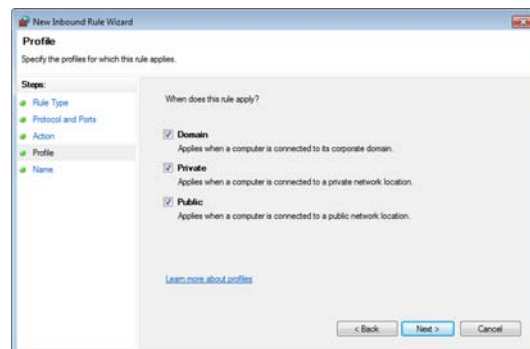 New Inbound Rule Wizard
Profile
Specify the profiles for which this rule applies.
Steps:
Rule Type
Protocol and Ports
Action
Profile
Name
When does this rule apply?
Domain
Applies when a computer is connected to its corporate domain.
Private
Applies when a computer is connected to a private network location.
Public
Applies when a computer is connected to a public network location.
Learn more about profiles
< Back Next > Cancel